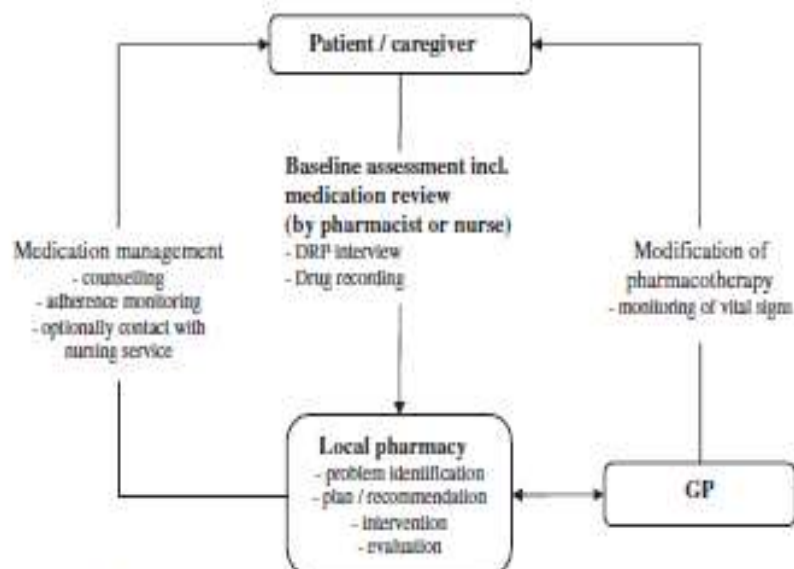 Patient / caregiver
Baseline assessment incl.
medication review
(by pharmacist or nurse)
- DRP interview
- Drug recording
Medication management
- counselling
- adherence monitoring
- optionally contact with
nursing service
Modification of
pharmacotherapy
- monitoring of vital signs
Local pharmacy
- problem identification
- plan / recommendation
- intervention
- evaluation
GP